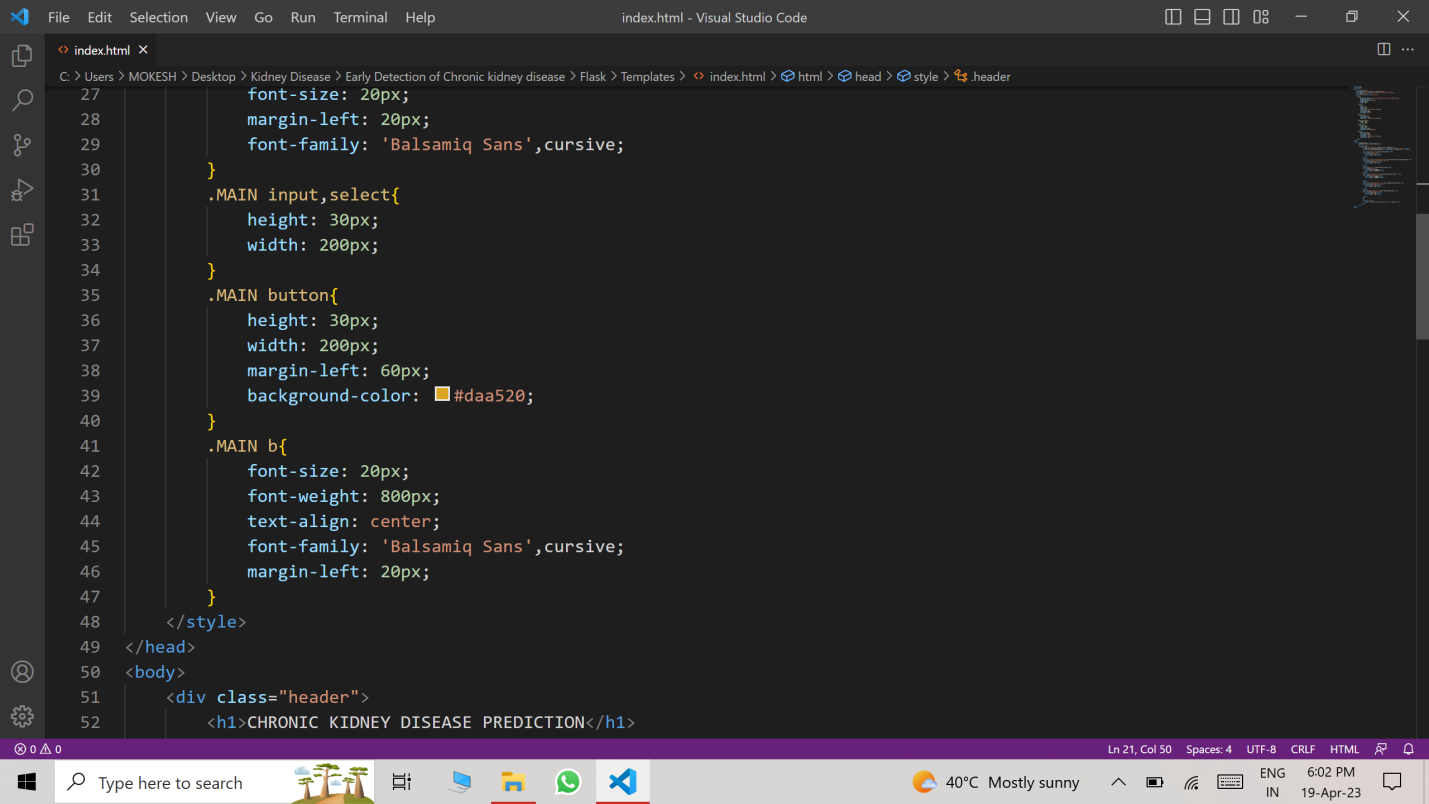 File Edit Selection View Go Run Terminal Help
index.html - Visual Studio Code
index.html
C: > Users > MOKESH > Desktop > Kidney Disease > Early Detection of Chronic kidney disease > Flask > Templates > index.html > html > head > style > .header
27 font-size: 20px;
28 margin-left: 20px;
29 font-family: 'Balsamiq Sans',cursive;
30 }
31 .MAIN input,select{
32 height: 30px;
33 width: 200px;
34 }
35 .MAIN button{
36 height: 30px;
37 width: 200px;
38 margin-left: 60px;
39 background-color: #daa520;
40 }
41 .MAIN b{
42 font-size: 20px;
43 font-weight: 800px;
44 text-align: center;
45 font-family: 'Balsamiq Sans',cursive;
46 margin-left: 20px;
47 }
48 </style>
49 </head>
50 <body>
51 <div class="header">
52 <h1>CHRONIC KIDNEY DISEASE PREDICTION</h1>
0 0 Ln 21, Col 50 Spaces: 4 UTF-8 CRLF HTML
Type here to search
40°C Mostly sunny
ENG
IN
6:02 PM
19-Apr-23